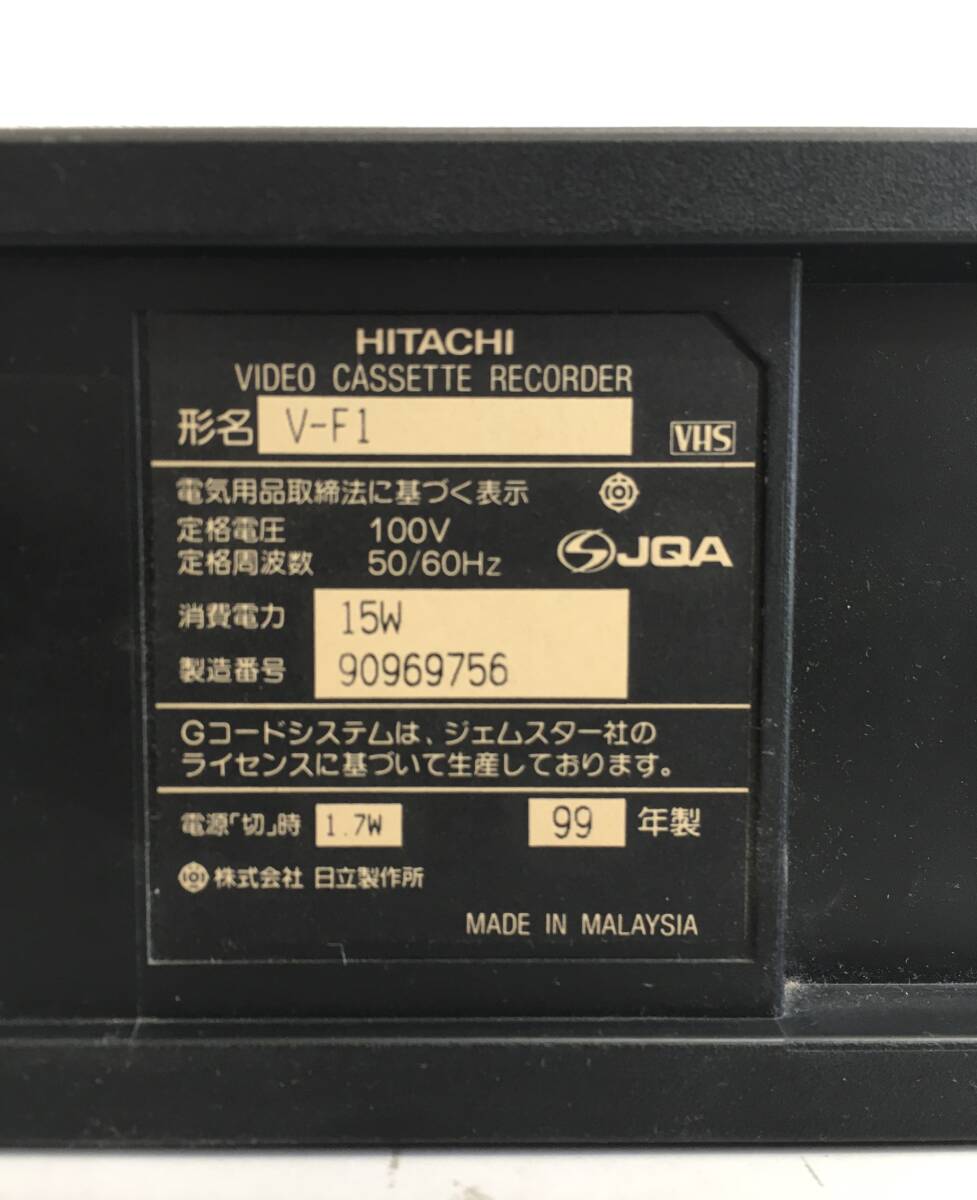 HITACHI
VIDEO CASSETTE RECORDER
形名 V-F1
VHS
電気用品取締法に基づく表示
定格電圧 100V
定格周波数 50/60Hz
JQA
消費電力 15W
製造番号 90969756
Gコードシステムは、ジェムスター社の
ライセンスに基づいて生産しております。
電源「切」時 1.7W 99 年製
株式会社 日立製作所
MADE IN MALAYSIA